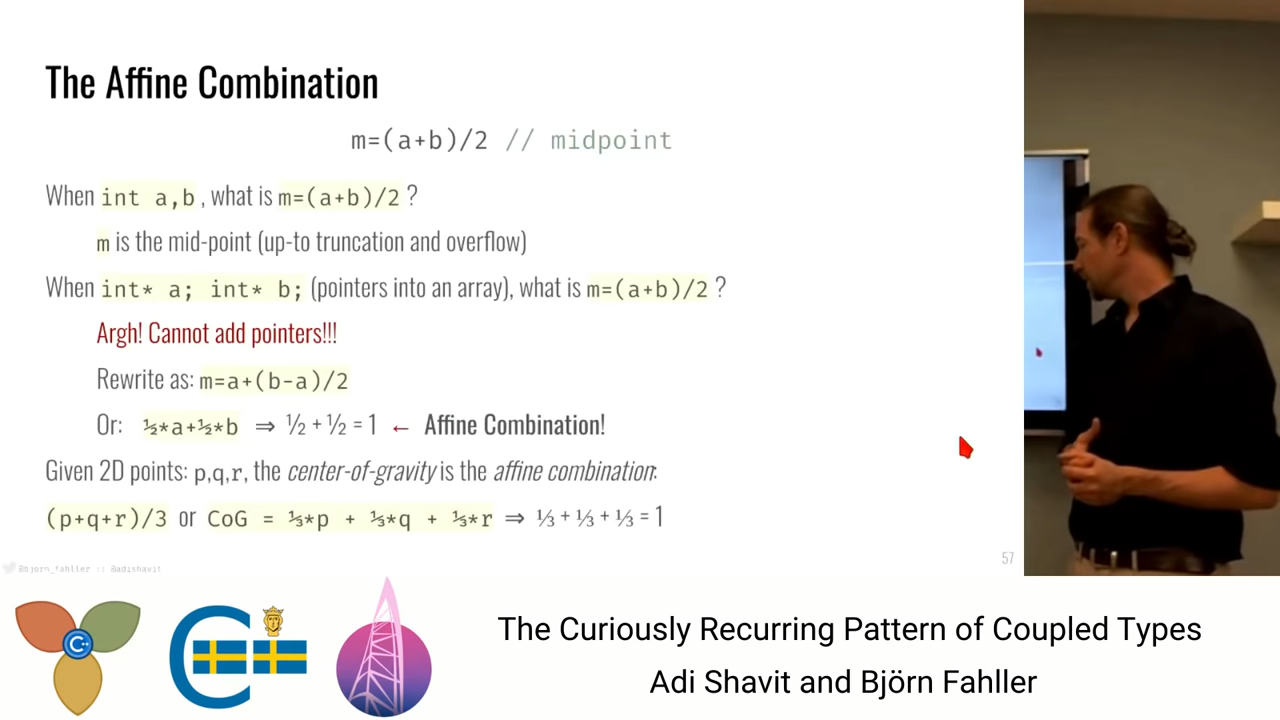 The Affine Combination
m=(a+b)/2 // midpoint
When int a,b , what is m=(a+b)/2 ?
m is the mid-point (up-to truncation and overflow)
When int* a; int* b; (pointers into an array), what is m=(a+b)/2 ?
Argh! Cannot add pointers!!!
Rewrite as: m=a+(b-a)/2
Or: ½*a+½*b ⇒ ½ + ½ = 1 ← Affine Combination!
Given 2D points: p,q,r, the center-of-gravity is the affine combination:
(p+q+r)/3 or CoG = ⅓*p + ⅓*q + ⅓*r ⇒ ⅓ + ⅓ + ⅓ = 1
@bjorn_fahller :: @adishavit
57
C++
The Curiously Recurring Pattern of Coupled Types
Adi Shavit and Björn Fahller